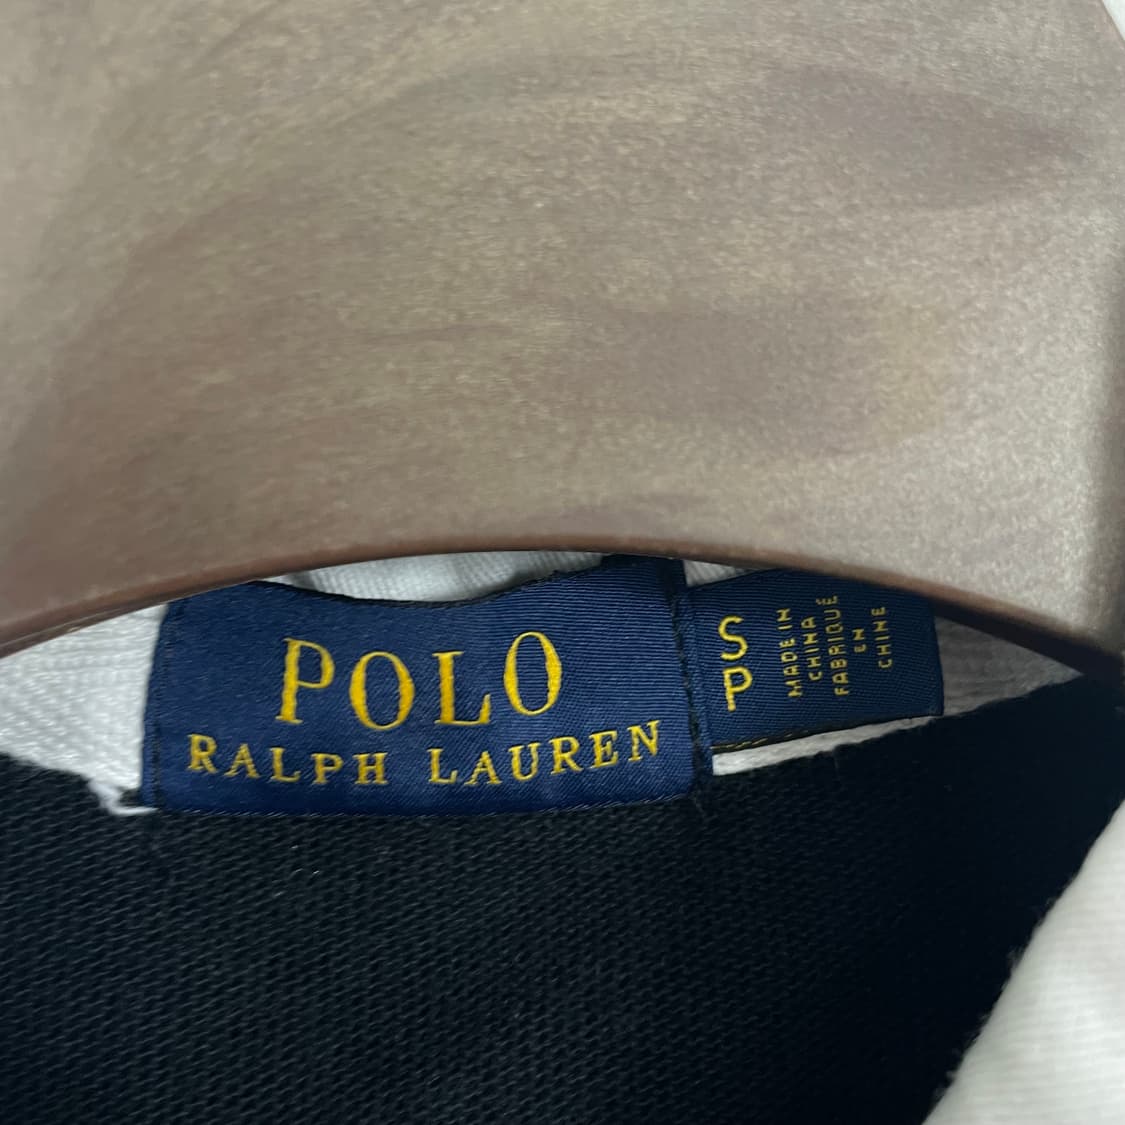 POLO
RALPH LAUREN
S
P
MADE IN
CHINA
FABRIQUÉ
EN
CHINE